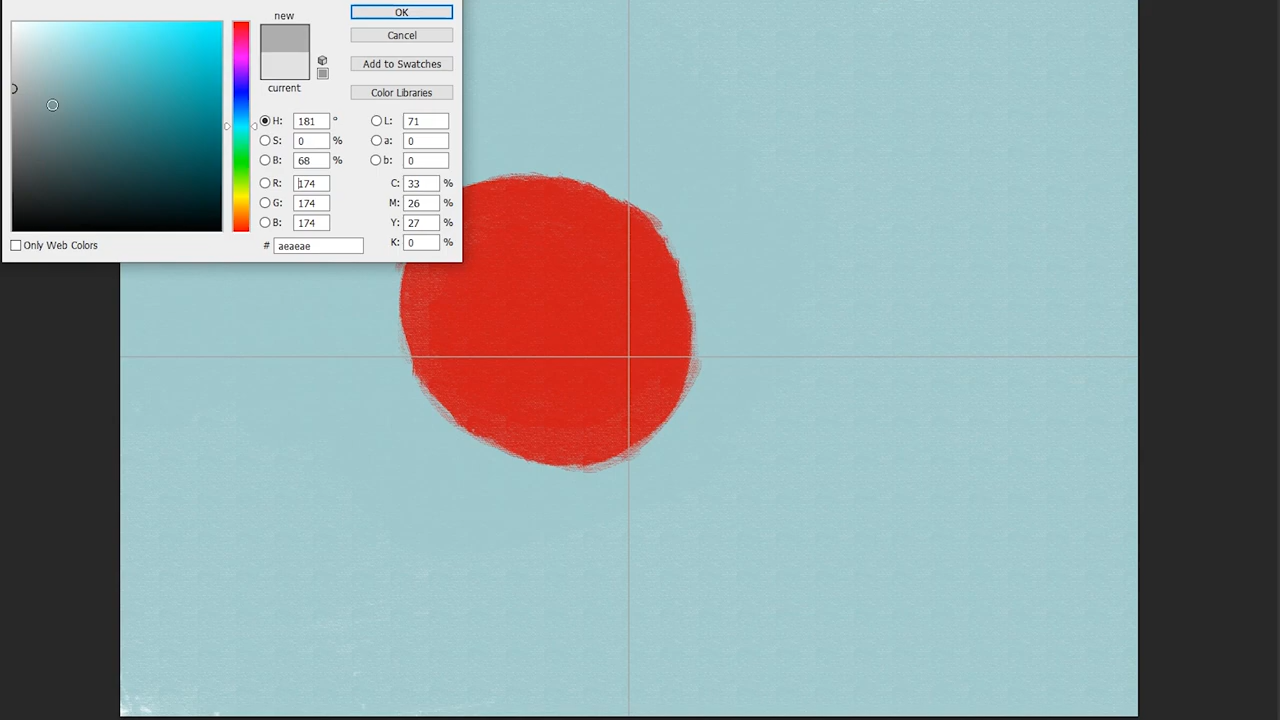 new
OK
Cancel
Add to Swatches
current
Color Libraries
H: 181 °
L: 71
S: 0 %
a: 0
B: 68 %
b: 0
R: 174
C: 33 %
G: 174
M: 26 %
B: 174
Y: 27 %
K: 0 %
Only Web Colors
# aeaeae